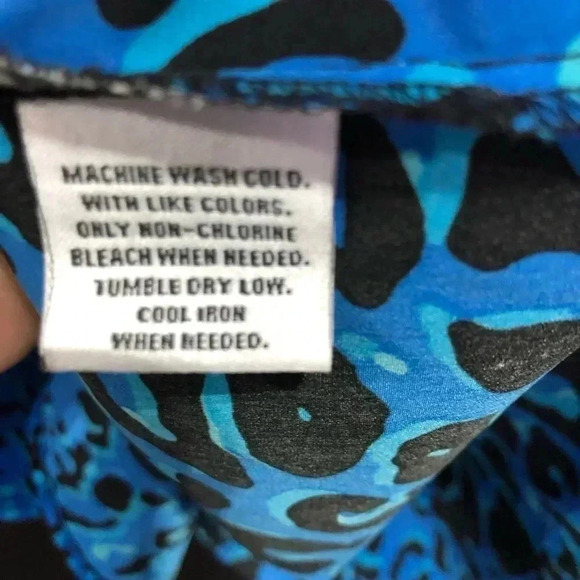 MACHINE WASH COLD.
WITH LIKE COLORS.
ONLY NON-CHLORINE
BLEACH WHEN NEEDED.
TUMBLE DRY LOW.
COOL IRON
WHEN NEEDED.